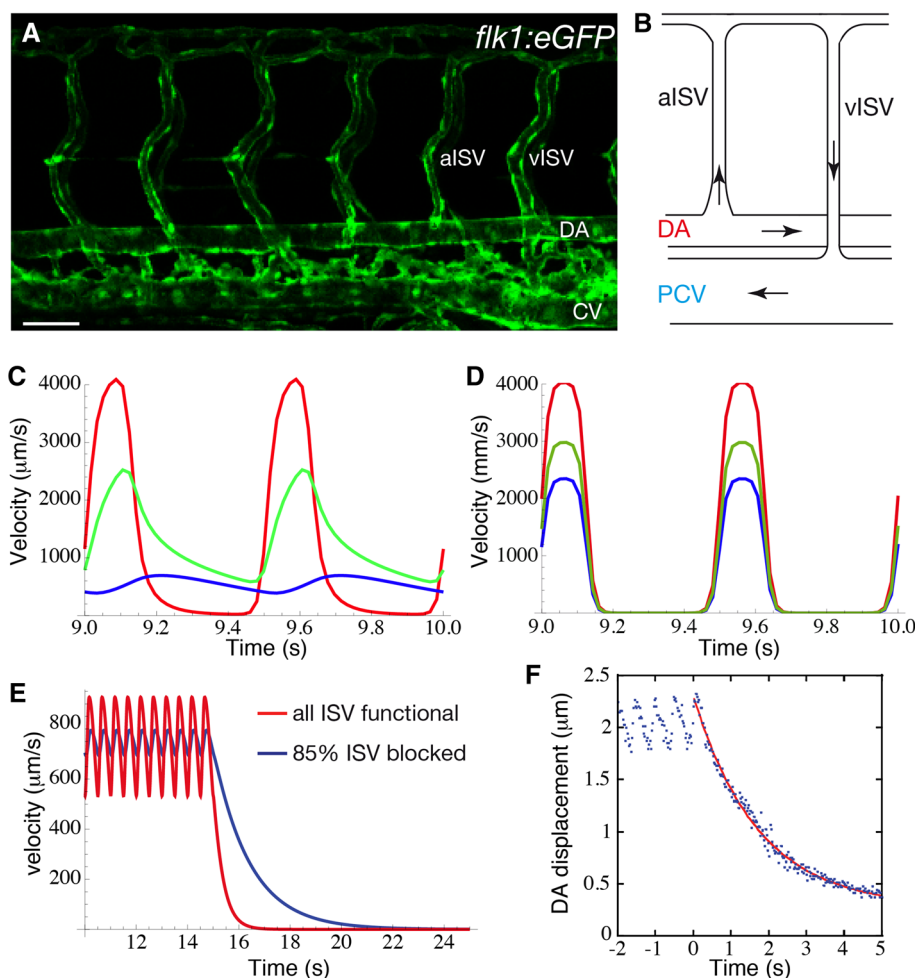 A
flk1:eGFP
aISV
vISV
DA
CV
B
aISV
vISV
DA
PCV
C
Velocity (μm/s)
4000
3000
2000
1000
9.0
9.2
9.4
9.6
9.8
10.0
Time (s)
D
Velocity (mm/s)
4000
3000
2000
1000
9.0
9.2
9.4
9.6
9.8
10.0
Time (s)
E
velocity (μm/s)
800
600
400
200
12
14
16
18
20
22
24
Time (s)
all ISV functional
85% ISV blocked
F
DA displacement (μm)
2.5
2
1.5
1
0.5
0
-2
-1
0
1
2
3
4
5
Time (s)